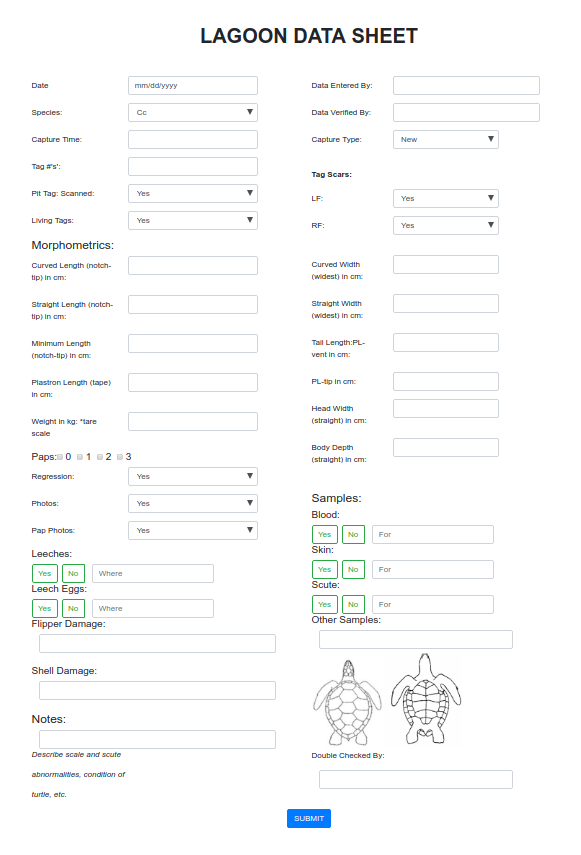 LAGOON DATA SHEET
Date
mm/dd/yyyy
Species:
Cc
Capture Time:
Tag #'s':
Pit Tag: Scanned:
Yes
Living Tags:
Yes
Morphometrics:
Curved Length (notch-
tip) in cm:
Straight Length (notch-
tip) in cm:
Minimum Length
(notch-tip) in cm:
Plastron Length (tape)
in cm:
Weight in kg: *tare
scale
Paps: 0 1 2 3
Regression:
Yes
Photos:
Yes
Pap Photos:
Yes
Leeches:
Yes No Where
Leech Eggs:
Yes No Where
Flipper Damage:
Shell Damage:
Notes:
Describe scale and scute
abnormalities, condition of
turtle, etc.
Data Entered By:
Data Verified By:
Capture Type:
New
Tag Scars:
LF:
Yes
RF:
Yes
Curved Width
(widest) in cm:
Straight Width
(widest) in cm:
Tail Length:PL-
vent in cm:
PL-tip in cm:
Head Width
(straight) in cm:
Body Depth
(straight) in cm:
Samples:
Blood:
Yes No For
Skin:
Yes No For
Scute:
Yes No For
Other Samples:
Double Checked By:
SUBMIT